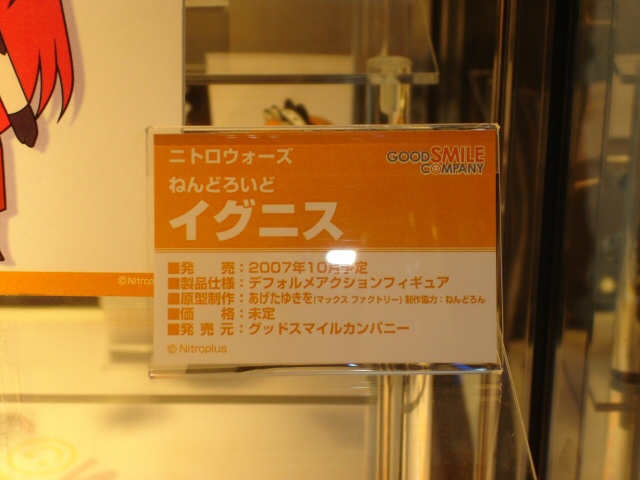 ニトロウォーズ
GOOD SMILE COMPANY
ねんどろいど
イグニス
■発 売：2007年10月予定
■製品仕様：デフォルメアクションフィギュア
■原型制作：あげたゆきを(マックス ファクトリー) 制作協力：ねんどろん
■価 格：未定
■発 売 元：グッドスマイルカンパニー
© Nitroplus
©Nitrop